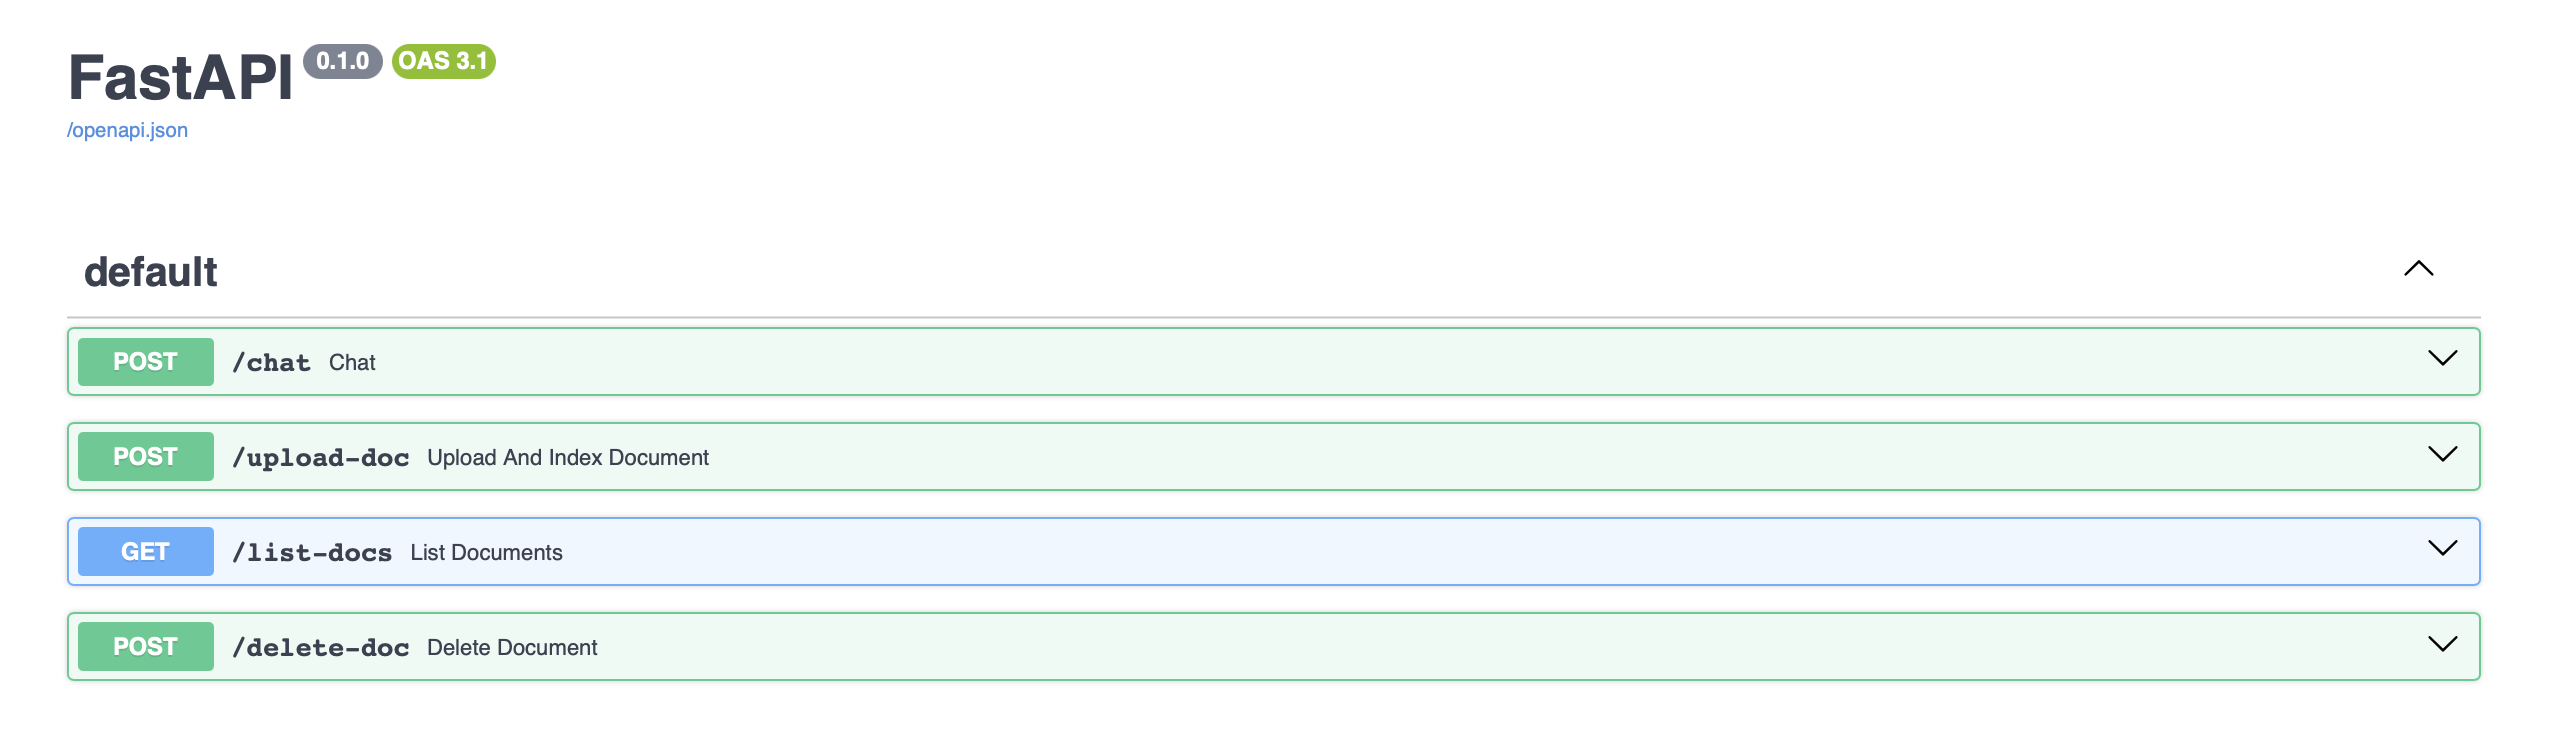 FastAPI 0.1.0 OAS 3.1
/openapi.json
default
POST /chat Chat
POST /upload-doc Upload And Index Document
GET /list-docs List Documents
POST /delete-doc Delete Document